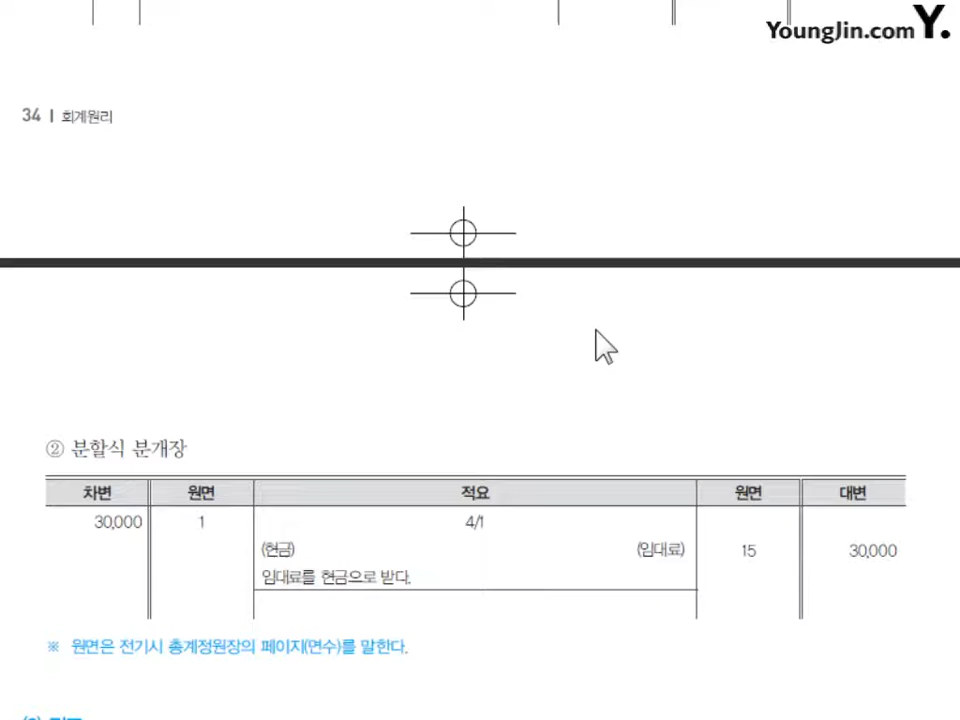 YoungJin.com Y.
34 | 회계원리
② 분할식 분개장
차변 원면 적요 원면 대변
30,000 1 4/1
(현금) (임대료) 15 30,000
임대료를 현금으로 받다.
※ 원면은 전기시 총계정원장의 페이지(면수)를 말한다.